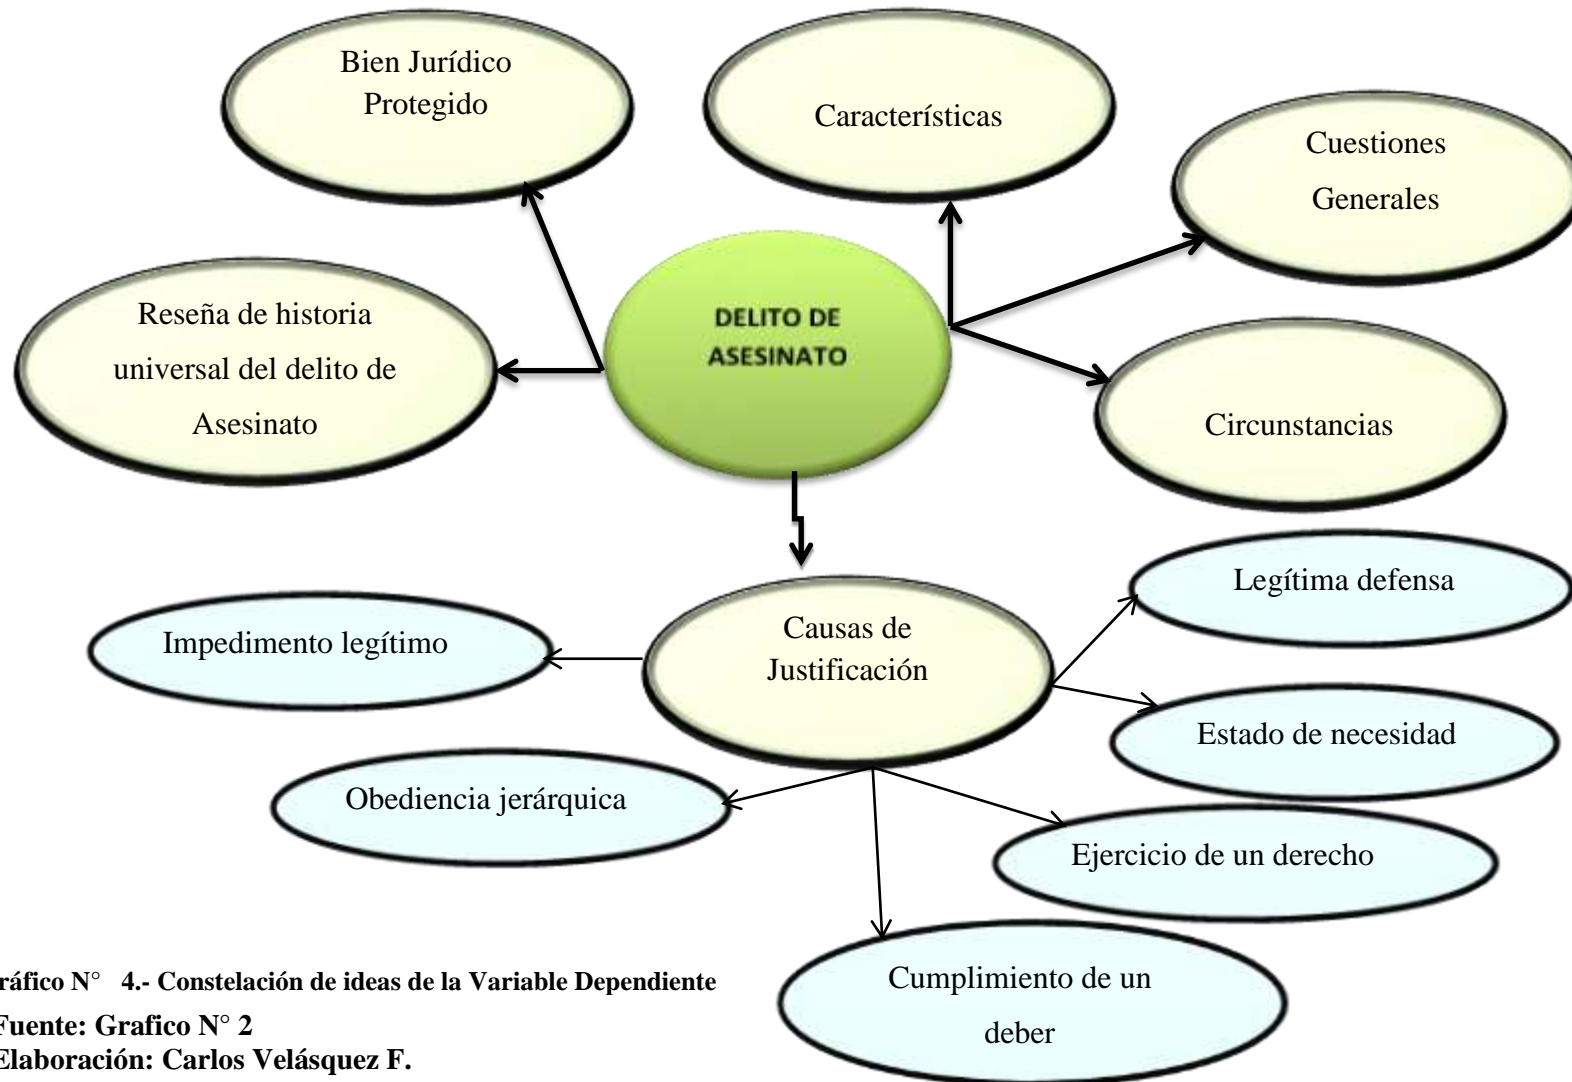 Bien Jurídico
Protegido
Características
Cuestiones
Generales
Reseña de historia
universal del delito de
Asesinato
DELITO DE
ASESINATO
Circunstancias
Legítima defensa
Causas de
Justificación
Impedimento legítimo
Estado de necesidad
Obediencia jerárquica
Ejercicio de un derecho
Cumplimiento de un
deber
ráfico N° 4.- Constelación de ideas de la Variable Dependiente
Fuente: Grafico N° 2
Elaboración: Carlos Velásquez F.